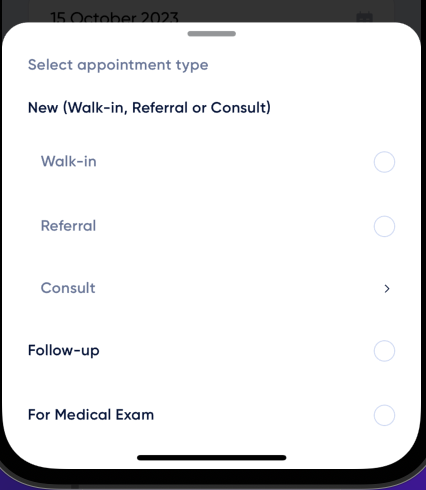 15 October 2023
Select appointment type
New (Walk-in, Referral or Consult)
Walk-in
Referral
Consult
Follow-up
For Medical Exam